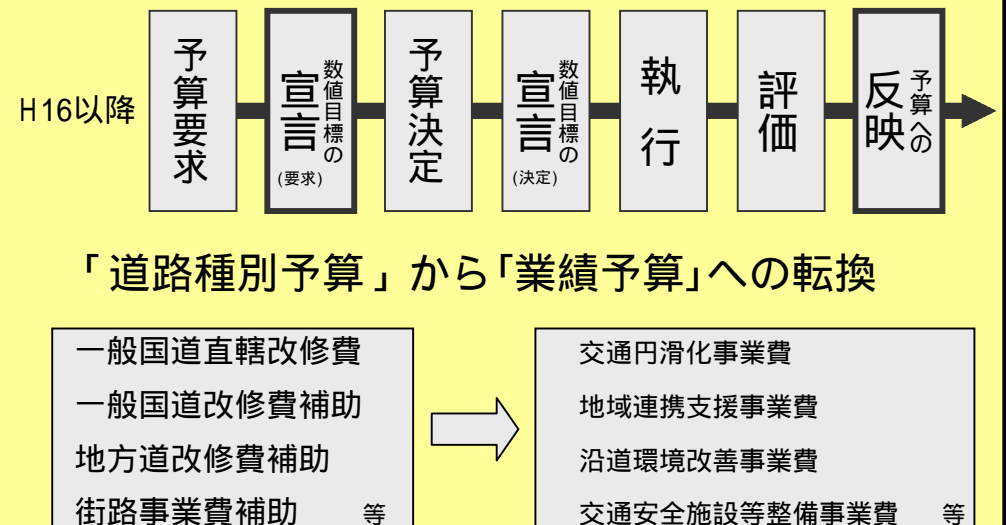 H16以降
予算要求
数値目標の
宣言
(要求)
予算決定
数値目標の
宣言
(決定)
執行
評価
予算への
反映
「道路種別予算」から「業績予算」への転換
一般国道直轄改修費
一般国道改修費補助
地方道改修費補助
街路事業費補助 等
交通円滑化事業費
地域連携支援事業費
沿道環境改善事業費
交通安全施設等整備事業費 等